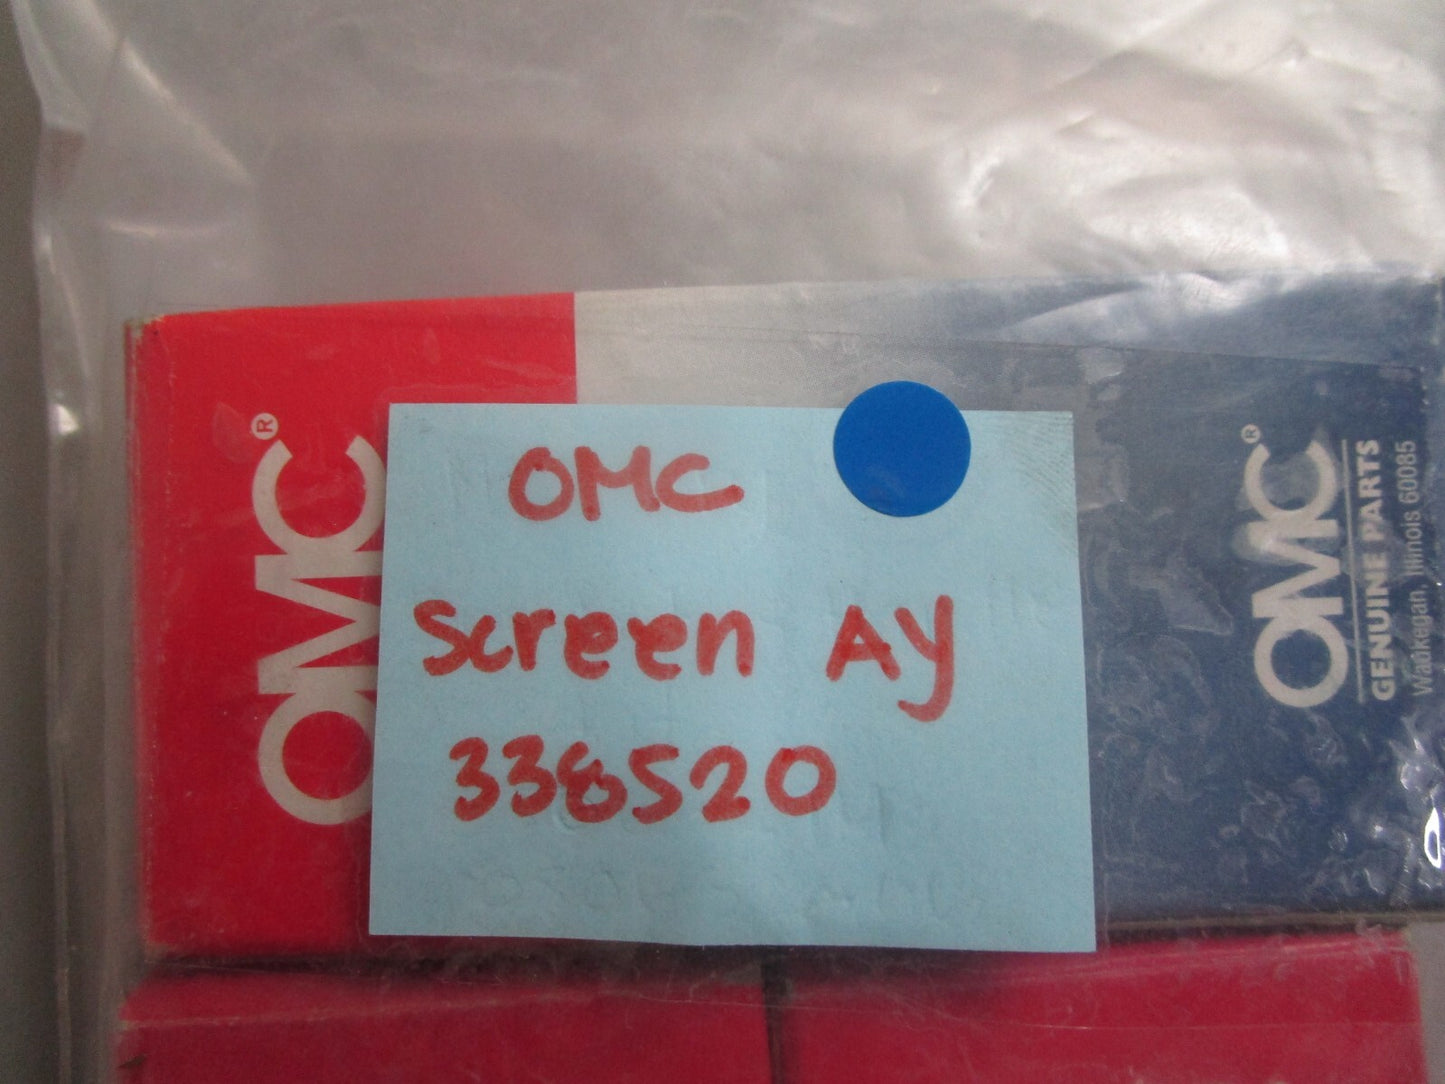 OMC
Screen Ay
338520
OMC®
OMC®
GENUINE PARTS
Waukegan, Illinois 60085